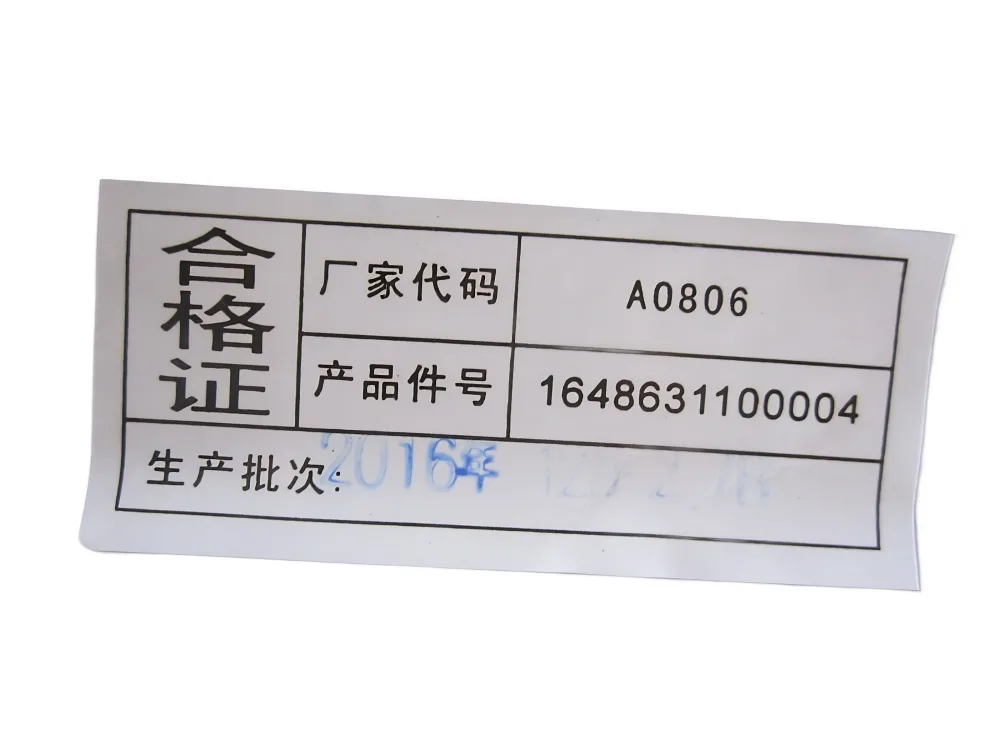 合格证
厂家代码 A0806
产品件号 1648631100004
生产批次: 2016年